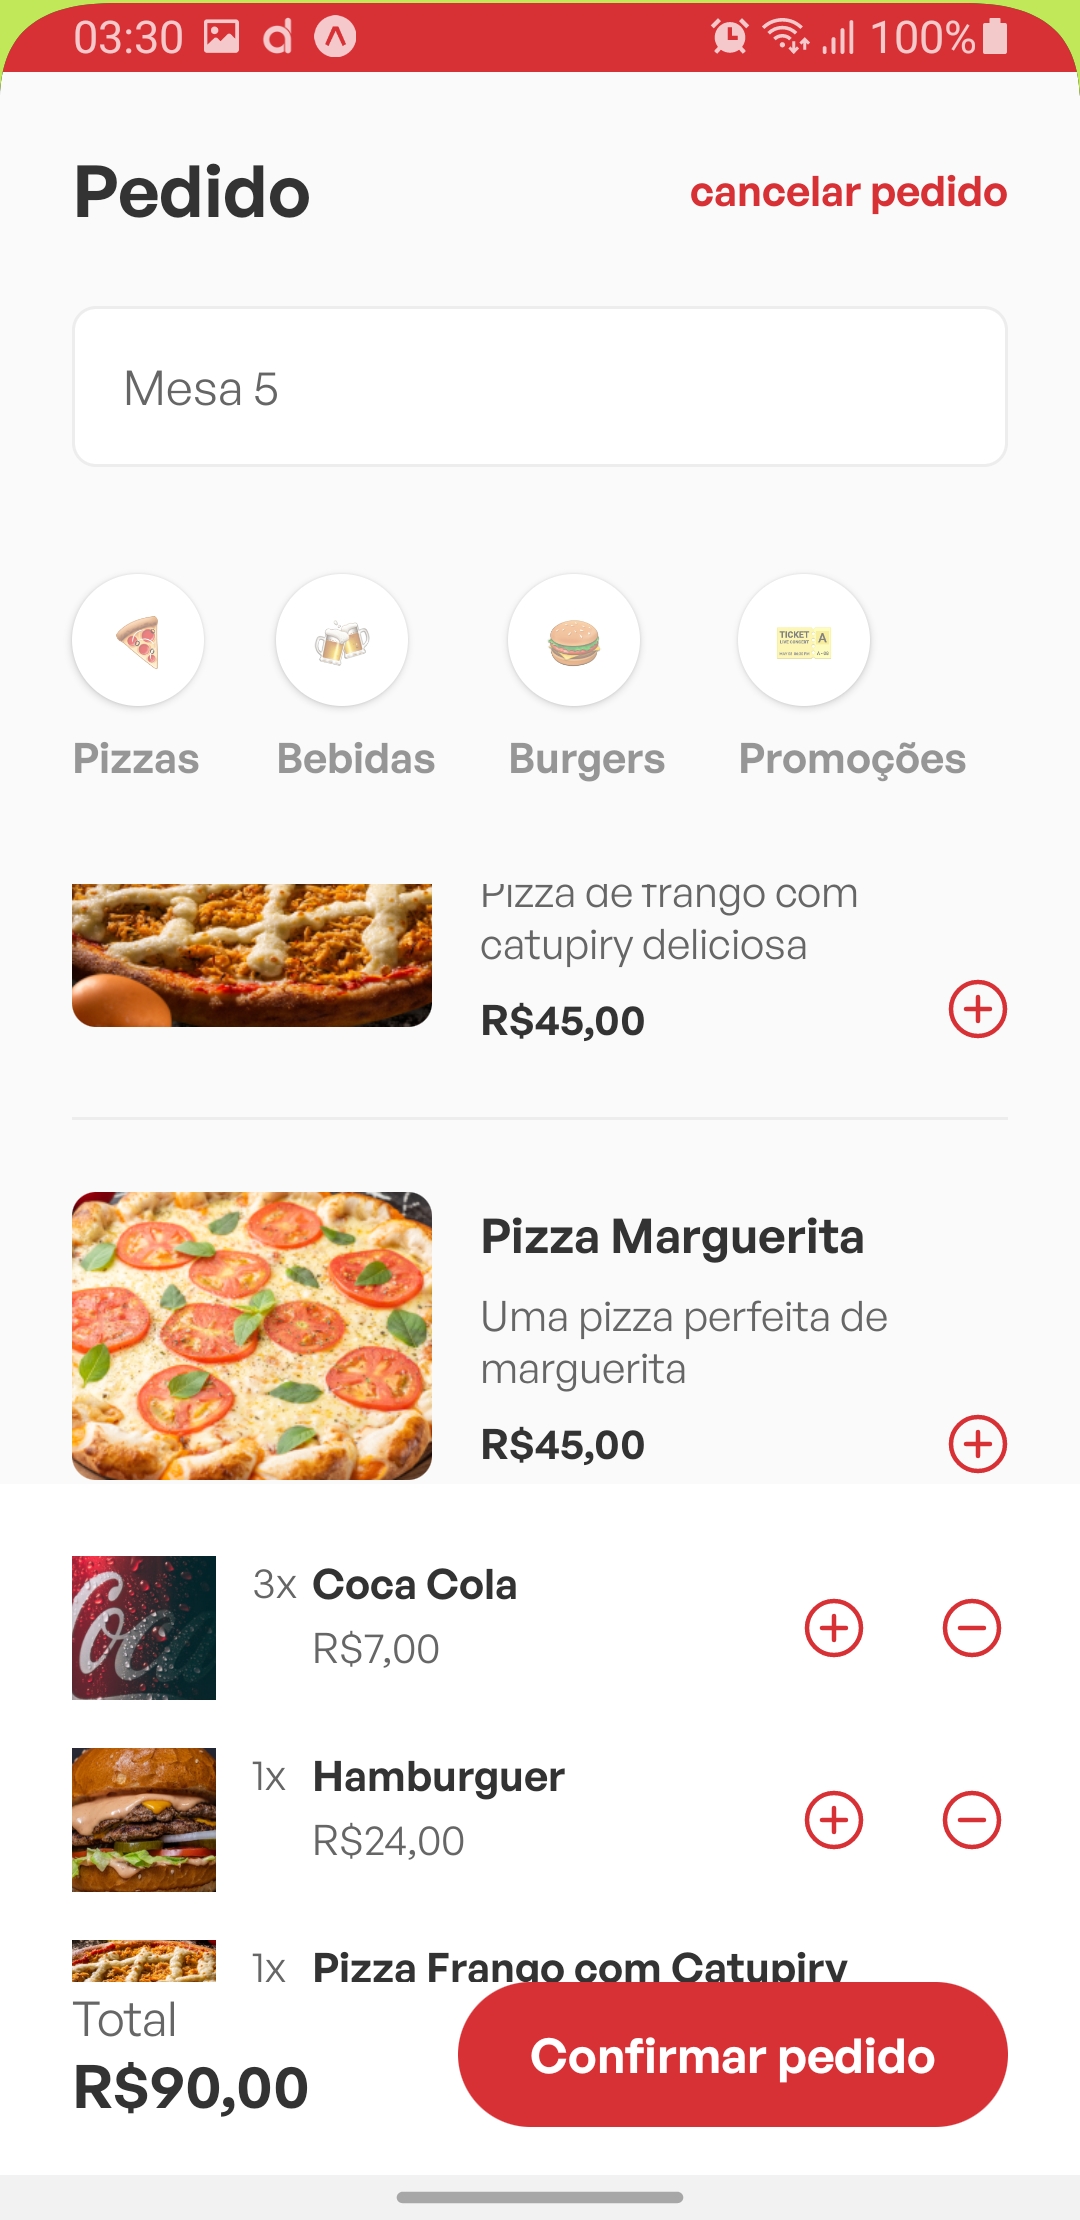 03:30
100%
Pedido
cancelar pedido
Mesa 5
TICKET A
Pizzas
Bebidas
Burgers
Promoções
Pizza de frango com
catupiry deliciosa
R$45,00
Pizza Marguerita
Uma pizza perfeita de
marguerita
R$45,00
3x Coca Cola
R$7,00
1x Hamburguer
R$24,00
1x Pizza Frango com Catupiry
Total
R$90,00
Confirmar pedido